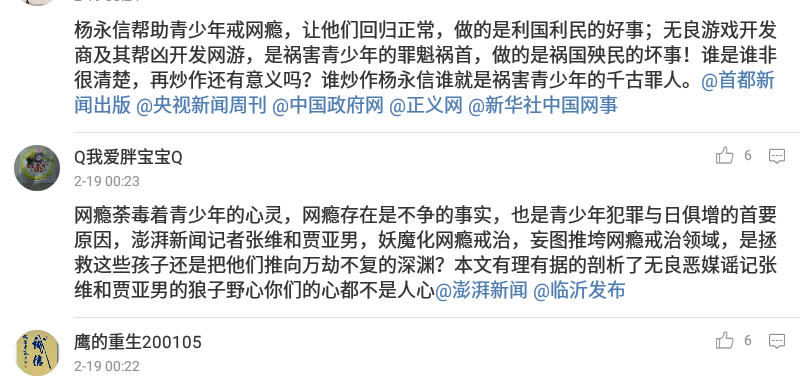 杨永信帮助青少年戒网瘾，让他们回归正常，做的是利国利民的好事；无良游戏开发
商及其帮凶开发网游，是祸害青少年的罪魁祸首，做的是祸国殃民的坏事！谁是谁非
很清楚，再炒作还有意义吗？谁炒作杨永信谁就是祸害青少年的千古罪人。@首都新
闻出版 @央视新闻周刊 @中国政府网 @正义网 @新华社中国网事
Q我爱胖宝宝Q
6
2-19 00:23
网瘾荼毒着青少年的心灵，网瘾存在是不争的事实，也是青少年犯罪与日俱增的首要
原因，澎湃新闻记者张维和贾亚男，妖魔化网瘾戒治，妄图推垮网瘾戒治领域，是拯
救这些孩子还是把他们推向万劫不复的深渊？本文有理有据的剖析了无良恶媒谣记张
维和贾亚男的狼子野心你们的心都不是人心@澎湃新闻 @临沂发布
鹰的重生200105
6
2-19 00:22
诚信